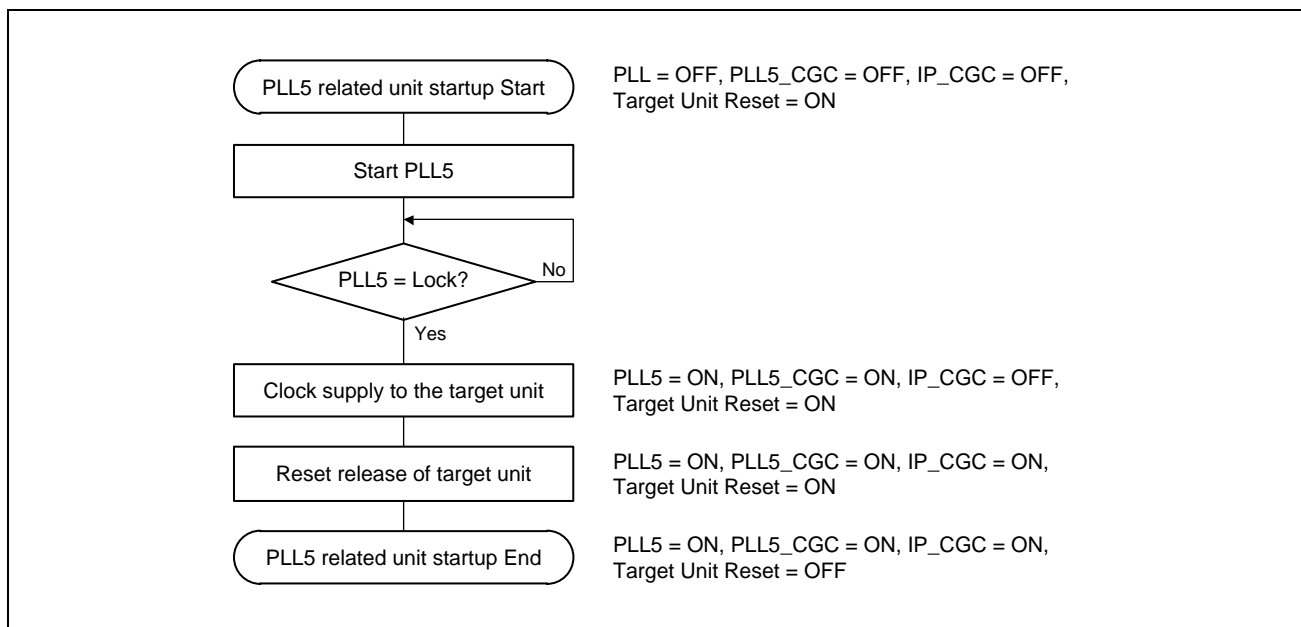 PLL5 related unit startup Start
PLL = OFF, PLL5_CGC = OFF, IP_CGC = OFF,
Target Unit Reset = ON
Start PLL5
PLL5 = Lock?
No
Yes
Clock supply to the target unit
PLL5 = ON, PLL5_CGC = ON, IP_CGC = OFF,
Target Unit Reset = ON
Reset release of target unit
PLL5 = ON, PLL5_CGC = ON, IP_CGC = ON,
Target Unit Reset = ON
PLL5 related unit startup End
PLL5 = ON, PLL5_CGC = ON, IP_CGC = ON,
Target Unit Reset = OFF